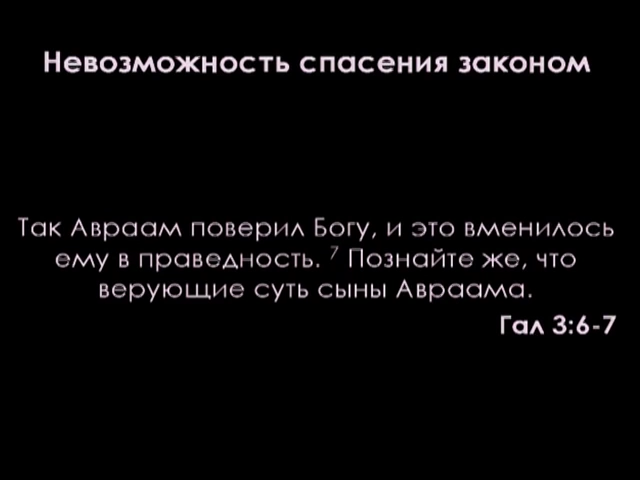 Невозможность спасения законом
Так Авраам поверил Богу, и это вменилось
ему в праведность. ⁷ Познайте же, что
верующие суть сыны Авраама.
Гал 3:6-7